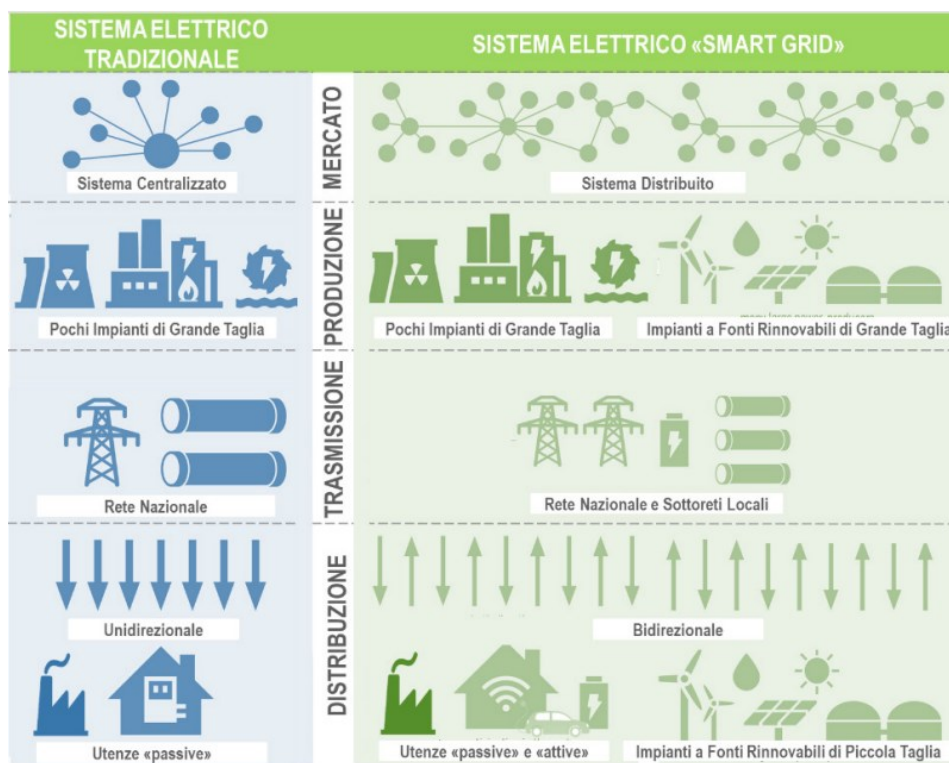 SISTEMA ELETTRICO
TRADIZIONALE
SISTEMA ELETTRICO «SMART GRID»
MERCATO
Sistema Centralizzato
Sistema Distribuito
PRODUZIONE
Pochi Impianti di Grande Taglia
Pochi Impianti di Grande Taglia
Impianti a Fonti Rinnovabili di Grande Taglia
TRASMISSIONE
Rete Nazionale
Rete Nazionale e Sottoreti Locali
DISTRIBUZIONE
Unidirezionale
Bidirezionale
Utenze «passive»
Utenze «passive» e «attive»
Impianti a Fonti Rinnovabili di Piccola Taglia